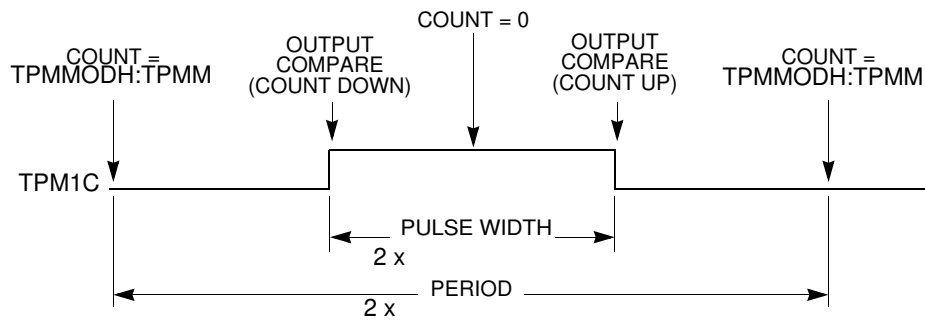 COUNT = 0
COUNT =
TPMMODH:TPMM
OUTPUT
COMPARE
(COUNT DOWN)
OUTPUT
COMPARE
(COUNT UP)
COUNT =
TPMMODH:TPMM
TPM1C
PULSE WIDTH
2 x
PERIOD
2 x